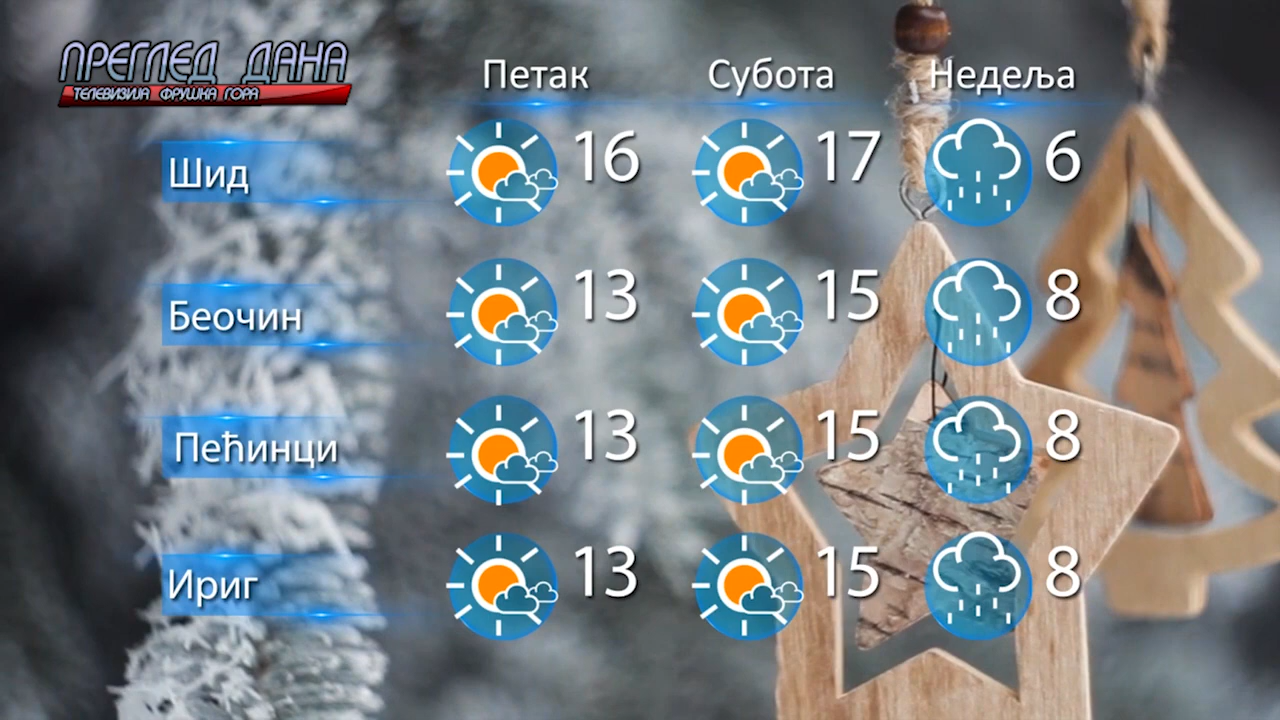 ПРЕГЛЕД ДАНА
ТЕЛЕВИЗИЈА ФРУШКА ГОРА
Петак Субота Недеља
Шид 16 17 6
Беочин 13 15 8
Пећинци 13 15 8
Ириг 13 15 8